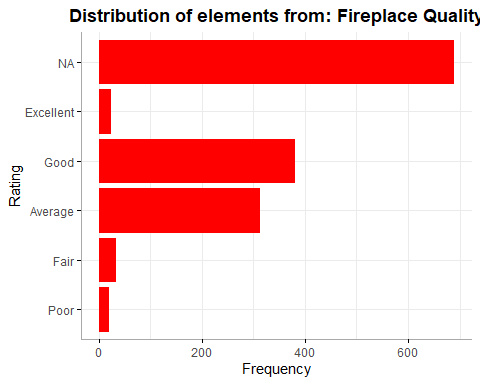 Distribution of elements from: Fireplace Quality
NA
Excellent
Good
Average
Fair
Poor
Rating
0 200 400 600
Frequency